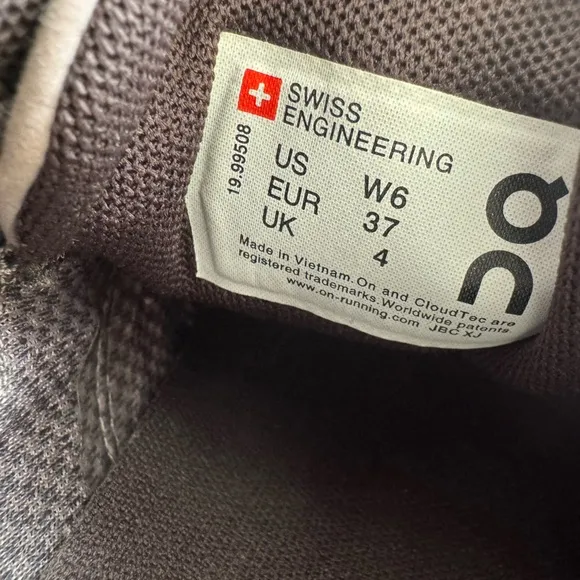 SWISS
ENGINEERING
19.99508
US W6
EUR 37
UK 4
Made in Vietnam. On and CloudTec are
registered trademarks. Worldwide patents
www.on-running.com JBC XJ
On